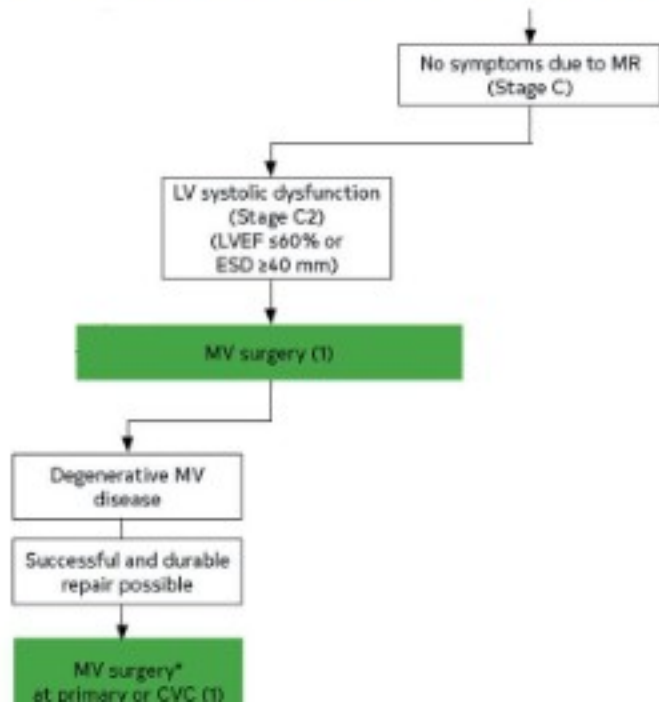 No symptoms due to MR
(Stage C)
LV systolic dysfunction
(Stage C2)
(LVEF ≤60% or
ESD ≥40 mm)
MV surgery (1)
Degenerative MV
disease
Successful and durable
repair possible
MV surgery*
at primary or CVC (1)